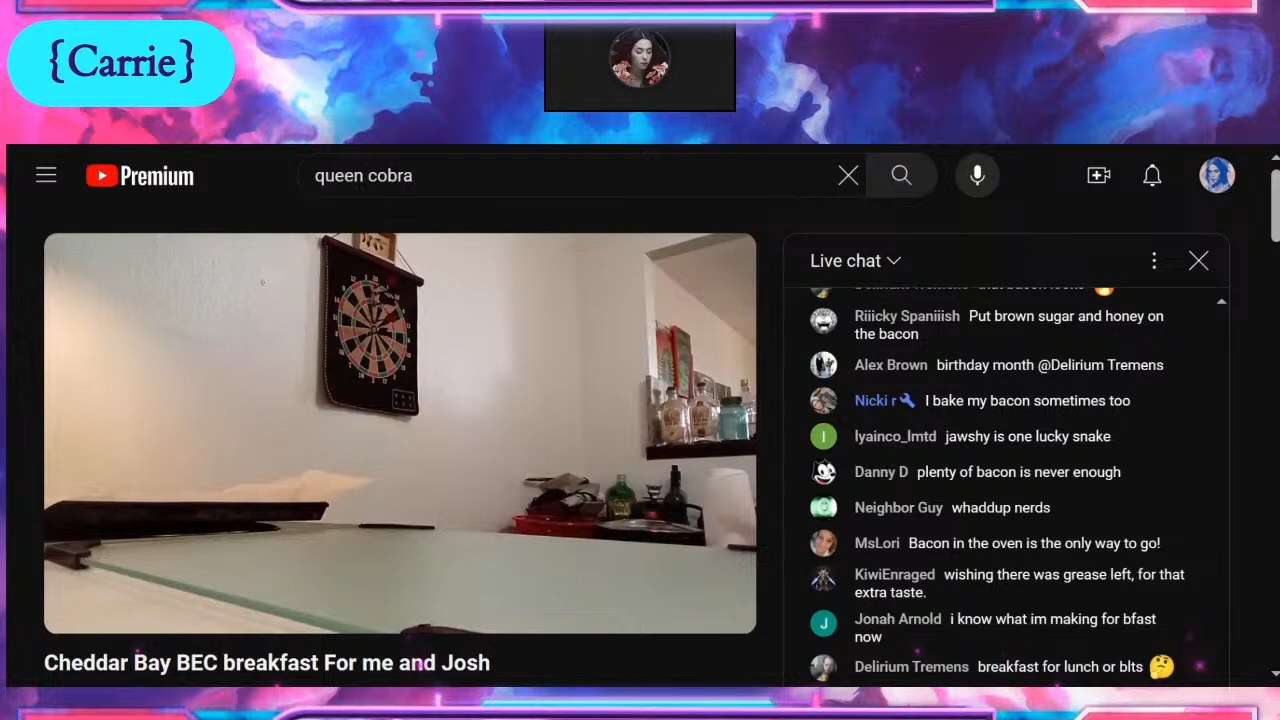 {Carrie}
Premium
queen cobra
Live chat
Riiicky Spaniiish Put brown sugar and honey on
the bacon
Alex Brown birthday month @Delirium Tremens
Nicki r I bake my bacon sometimes too
I
lyainco_lmtd jawshy is one lucky snake
Danny D plenty of bacon is never enough
Neighbor Guy whaddup nerds
MsLori Bacon in the oven is the only way to go!
KiwiEnraged wishing there was grease left, for that
extra taste.
J
Jonah Arnold i know what im making for bfast
now
Delirium Tremens breakfast for lunch or blts 🤔
Cheddar Bay BEC breakfast For me and Josh